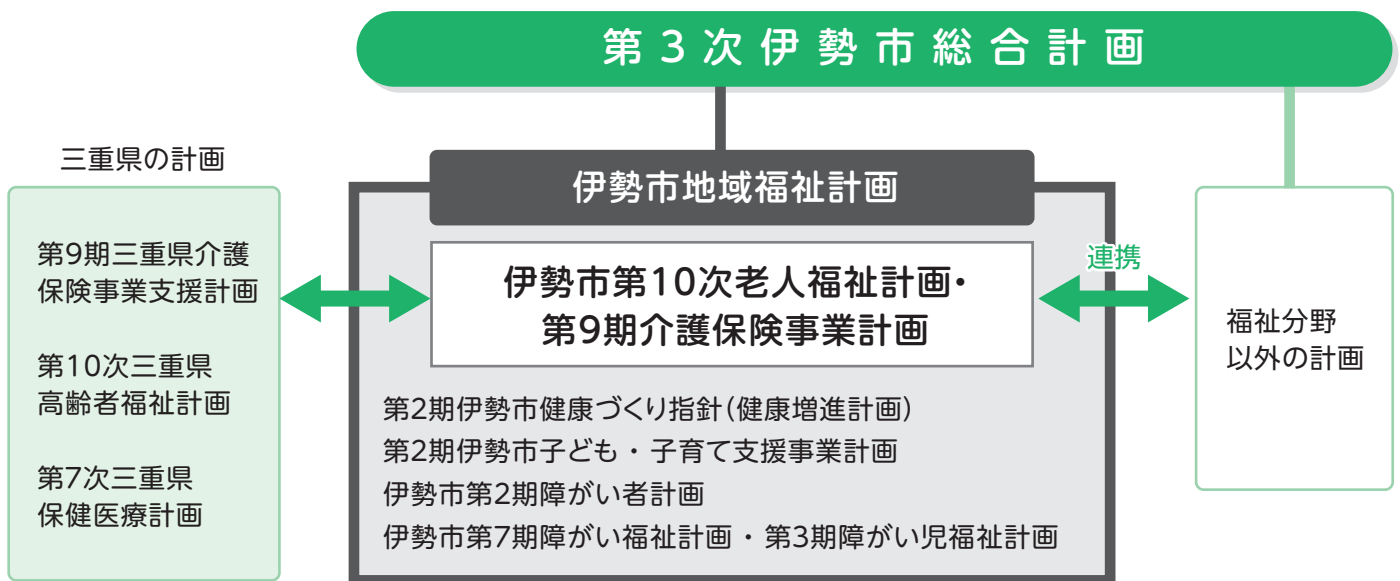 第3次伊勢市総合計画
三重県の計画
第9期三重県介護
保険事業支援計画
第10次三重県
高齢者福祉計画
第7次三重県
保健医療計画
伊勢市地域福祉計画
伊勢市第10次老人福祉計画・
第9期介護保険事業計画
第2期伊勢市健康づくり指針(健康増進計画)
第2期伊勢市子ども・子育て支援事業計画
伊勢市第2期障がい者計画
伊勢市第7期障がい福祉計画・第3期障がい児福祉計画
連携
福祉分野
以外の計画